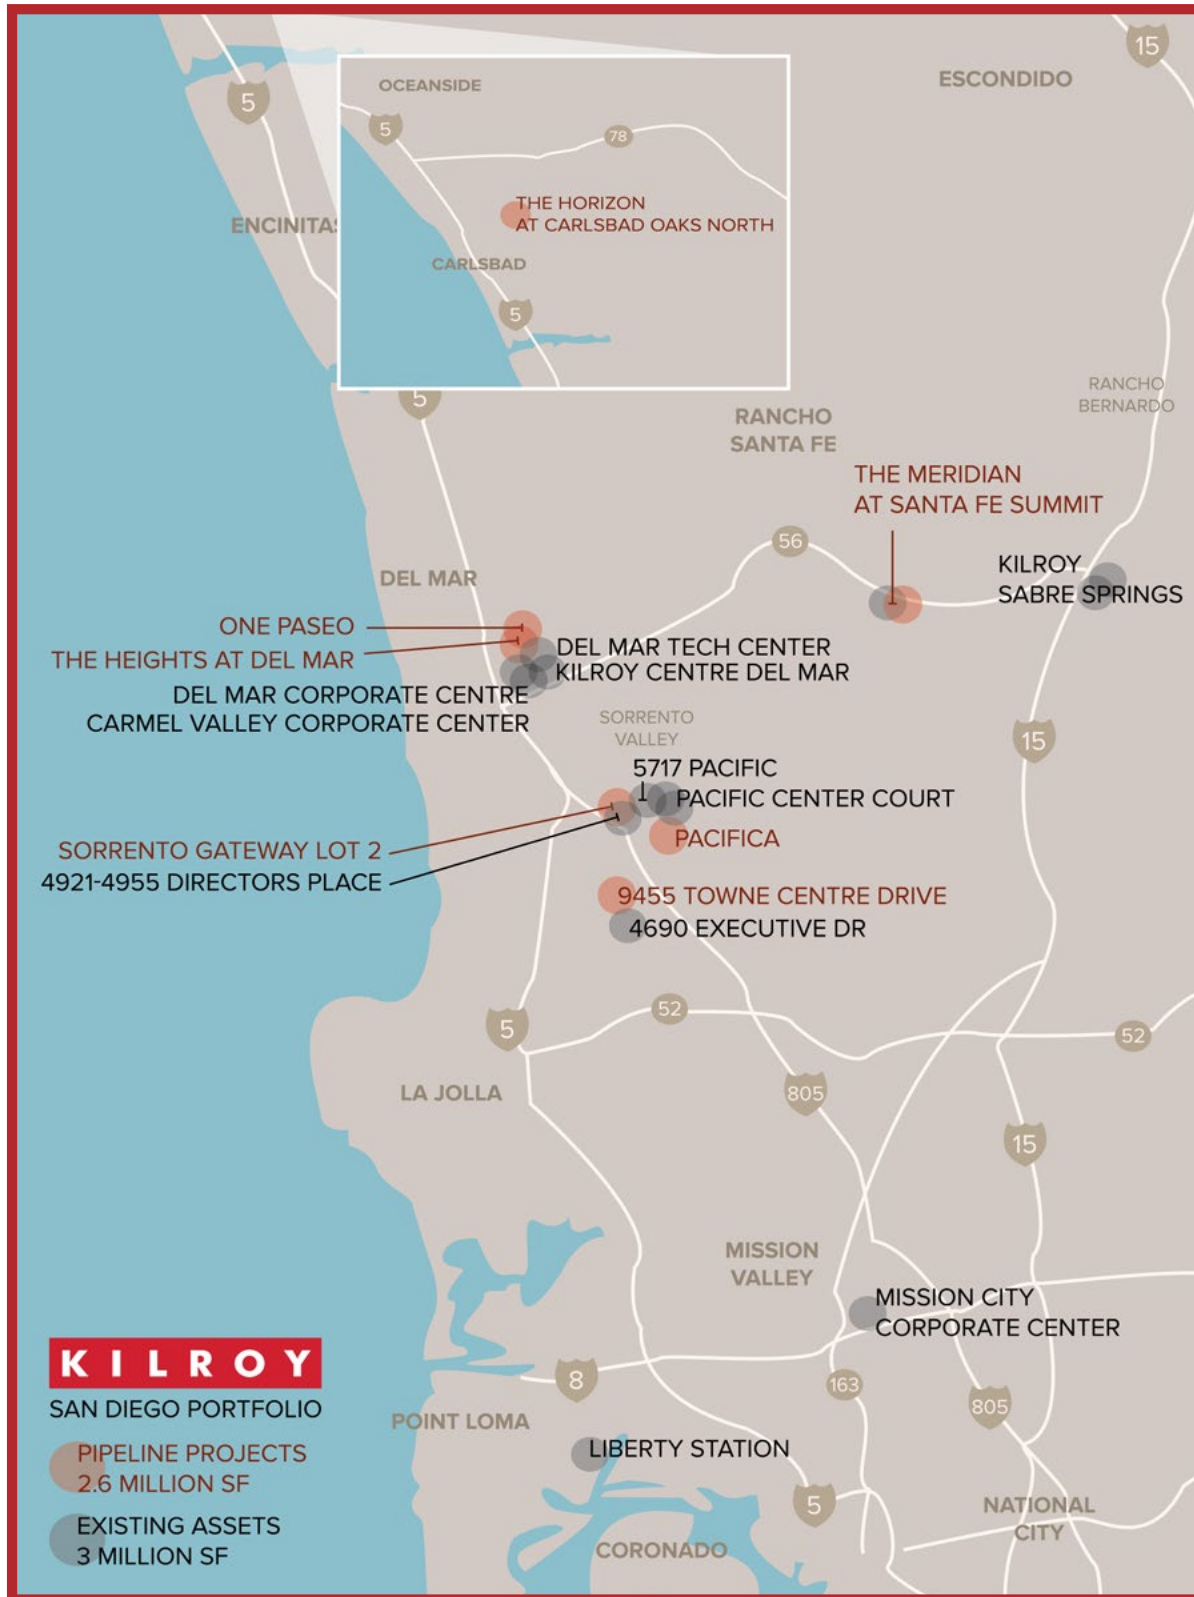 15
ESCONDIDO
5
OCEANSIDE
5
78
THE HORIZON
AT CARLSBAD OAKS NORTH
ENCINITAS
CARLSBAD
5
5
RANCHO
BERNARDO
RANCHO
SANTA FE
THE MERIDIAN
AT SANTA FE SUMMIT
56
KILROY
SABRE SPRINGS
DEL MAR
ONE PASEO
THE HEIGHTS AT DEL MAR
DEL MAR TECH CENTER
KILROY CENTRE DEL MAR
DEL MAR CORPORATE CENTRE
CARMEL VALLEY CORPORATE CENTER
SORRENTO
VALLEY
15
5717 PACIFIC
PACIFIC CENTER COURT
PACIFICA
SORRENTO GATEWAY LOT 2
4921-4955 DIRECTORS PLACE
9455 TOWNE CENTRE DRIVE
4690 EXECUTIVE DR
5
52
52
LA JOLLA
805
15
MISSION
VALLEY
MISSION CITY
CORPORATE CENTER
KILROY
SAN DIEGO PORTFOLIO
8
163
805
POINT LOMA
LIBERTY STATION
PIPELINE PROJECTS
2.6 MILLION SF
5
NATIONAL
CITY
EXISTING ASSETS
3 MILLION SF
CORONADO